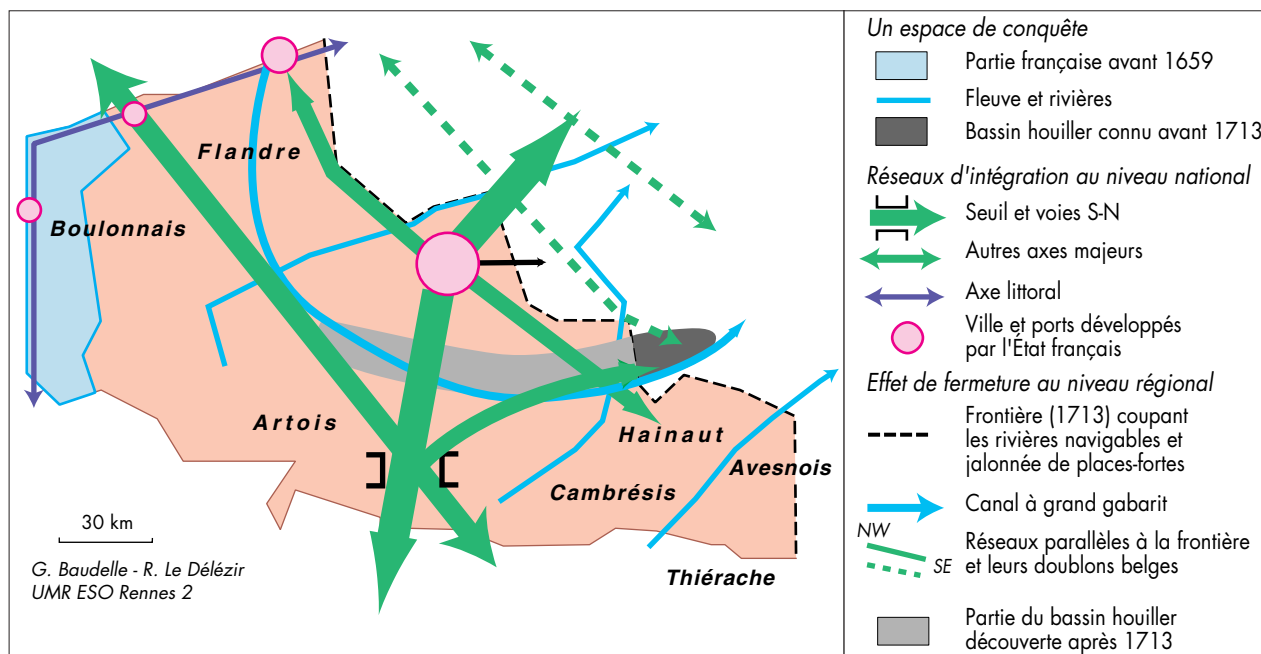 Flandre
Boulonnais
Artois
Hainaut
Avesnois
Cambrésis
Thiérache
30 km
G. Baudelle - R. Le Délézir
UMR ESO Rennes 2
Un espace de conquête
Partie française avant 1659
Fleuve et rivières
Bassin houiller connu avant 1713
Réseaux d'intégration au niveau national
Seuil et voies S-N
Autres axes majeurs
Axe littoral
Ville et ports développés
par l'Etat français
Effet de fermeture au niveau régional
Frontière (1713) coupant
les rivières navigables et
jalonnée de places-fortes
Canal à grand gabarit
NW
SE
Réseaux parallèles à la frontière
et leurs doublons belges
Partie du bassin houiller
découverte après 1713